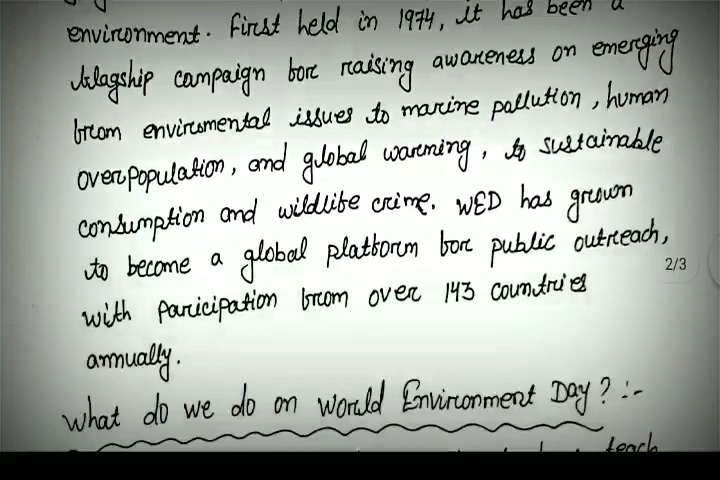 environment. First held in 1974, it has been a
flagship campaign for raising awareness on emerging
from envirsmental issues to marine pollution, human
overpopulation, and global warming, to sustainable
consumption and wildlife crime. WED has grown
to become a global platform for public outreach,
with paricipation from over 143 countries
annually.
2/3
What do we do on World Environment Day? :-
teach